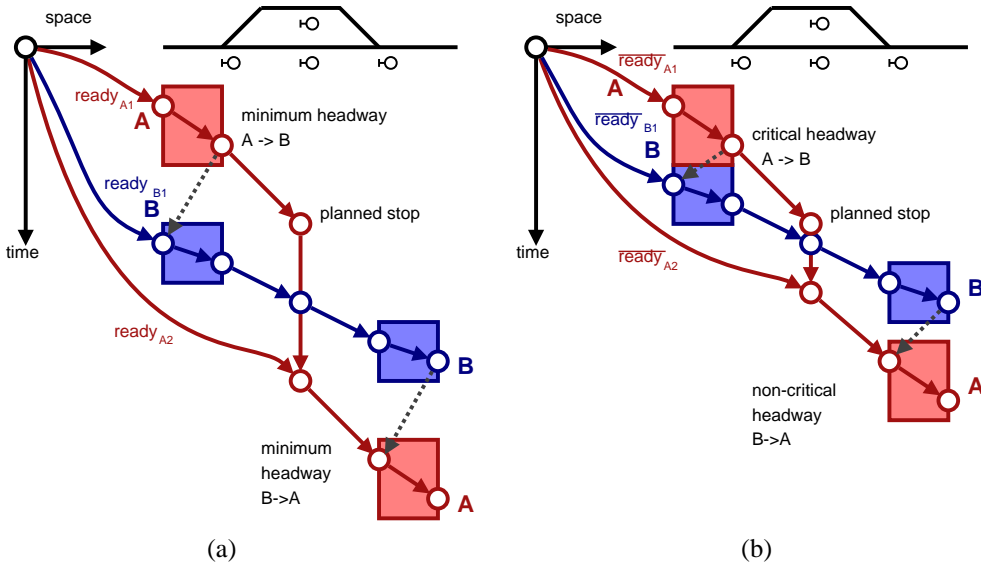 space
time
ready A1
A
minimum headway
A -> B
ready B1
B
planned stop
ready A2
B
minimum
headway
B->A
A
(a)
space
time
ready A1
A
ready B1
B
critical headway
A -> B
planned stop
ready A2
B
non-critical
headway
B->A
A
(b)